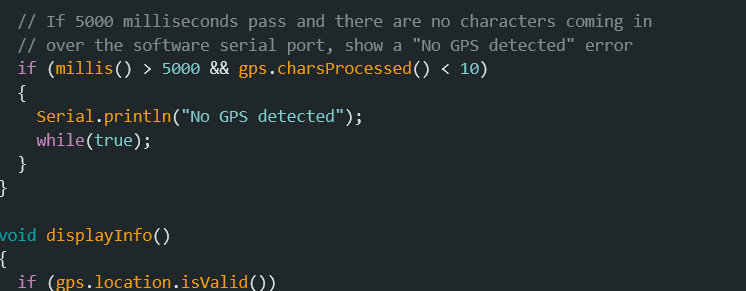 // If 5000 milliseconds pass and there are no characters coming in
// over the software serial port, show a "No GPS detected" error
if (millis() > 5000 && gps.charsProcessed() < 10)
{
Serial.println("No GPS detected");
while(true);
}
}
void displayInfo()
{
if (gps.location.isValid())